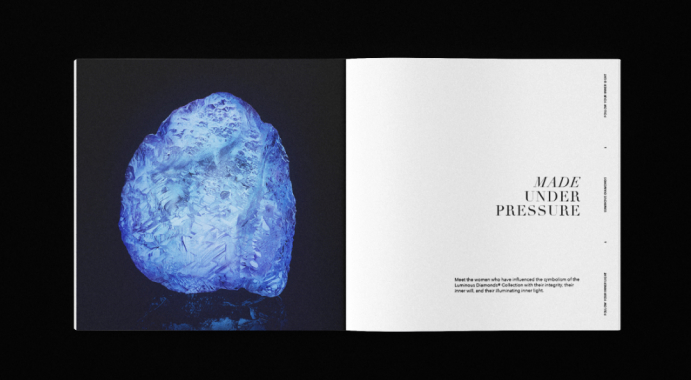 MADE
UNDER
PRESSURE
Meet the women who have influenced the symbolism of the
Luminous Diamonds® Collection with their integrity, their
inner will, and their illuminating inner light.